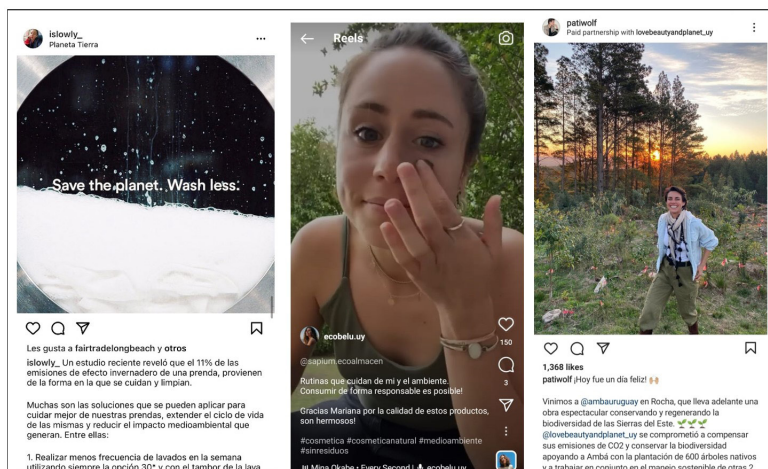 islowly_
Planeta Tierra
Save the planet. Wash less.
Les gusta a fairtradelongbeach y otros
islowly_ Un estudio reciente reveló que el 11% de las
emisiones de efecto invernadero de una prenda, provienen
de la forma en la que se cuidan y limpian.
Muchas son las soluciones que se pueden aplicar para
cuidar mejor de nuestras prendas, extender el ciclo de vida
de las mismas y reducir el impacto medioambiental que
generan. Entre ellas:
1. Realizar menos frecuencia de lavados en la semana
utilizando siempre la opción 30° y con el tambor de la lava
Reels
ecobelu.uy
@sapium.ecoalmacen
Rutinas que cuidan de mi y el ambiente.
Consumir de forma responsable es posible!
Gracias Mariana por la calidad de estos productos,
son hermosos!
#cosmetica #cosmeticanatural #medioambiente
#sinresiduos
Mina Okabe • Every Second ecobelu.uy
150
3
patiwolf
Paid partnership with lovebeautyandplanet_uy
1,368 likes
patiwolf ¡Hoy fue un día feliz!
Vinimos a @ambauruguay en Rocha, que lleva adelante una
obra espectacular conservando y regenerando la
biodiversidad de las Sierras del Este.
@lovebeautyandplanet_uy se comprometió a compensar
sus emisiones de CO2 y conservar la biodiversidad
apoyando a Ambá con la plantación de 600 árboles nativos
y a trabajar en conjunto en el manejo sostenible de otras 2